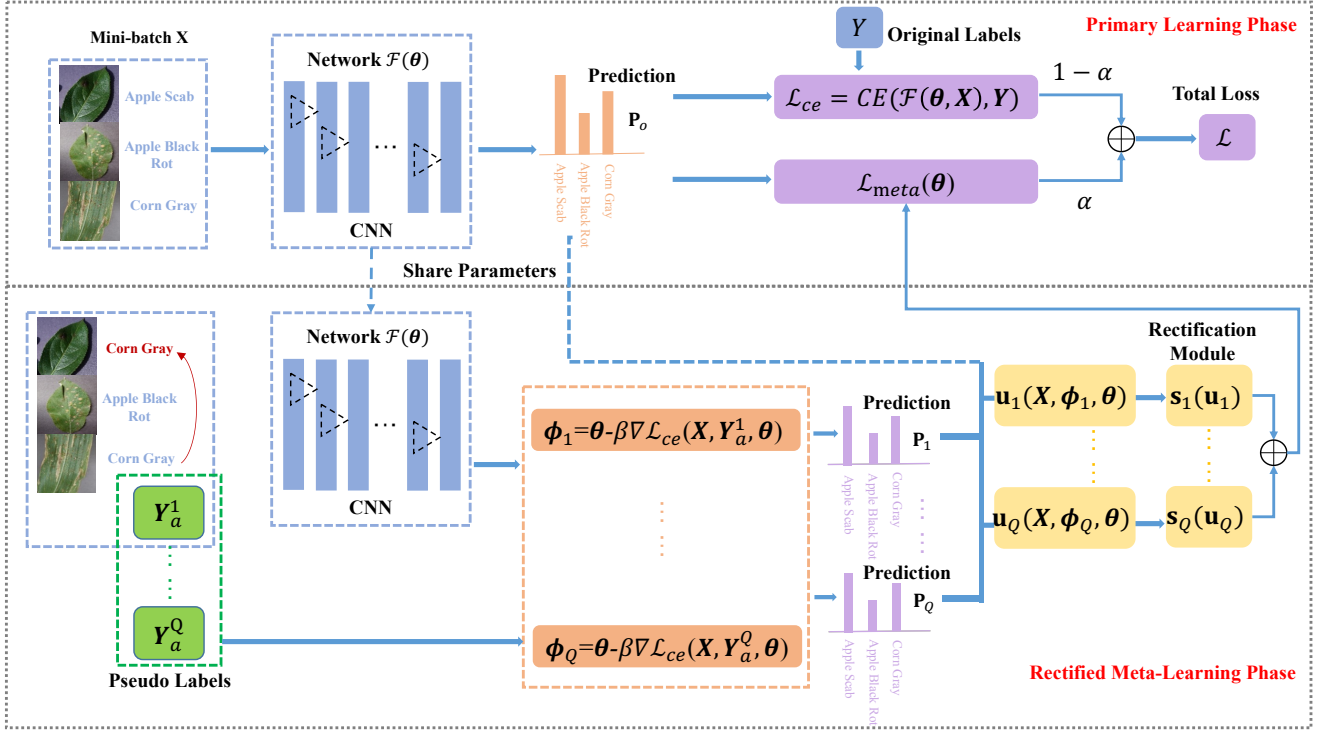 Primary Learning Phase
Mini-batch X
Apple Scab
Apple Black
Rot
Corn Gray
Network ℱ(θ)
...
CNN
Prediction
P_o
Apple Scab
Apple Black Rot
Corn Gray
Y
Original Labels
ℒ_ce = CE(ℱ(θ, X), Y)
1 − α
ℒ_meta(θ)
α
Total Loss
ℒ
Share Parameters
Corn Gray
Apple Black
Rot
Corn Gray
Y_a^1
Y_a^Q
Pseudo Labels
Network ℱ(θ)
...
CNN
ϕ_1=θ-β∇ℒ_ce(X, Y_a^1, θ)
ϕ_Q=θ-β∇ℒ_ce(X, Y_a^Q, θ)
Prediction
P_1
Apple Scab
Apple Black Rot
Corn Gray
Prediction
P_Q
Apple Scab
Apple Black Rot
Corn Gray
u_1(X, ϕ_1, θ)
u_Q(X, ϕ_Q, θ)
Rectification
Module
s_1(u_1)
s_Q(u_Q)
Rectified Meta-Learning Phase